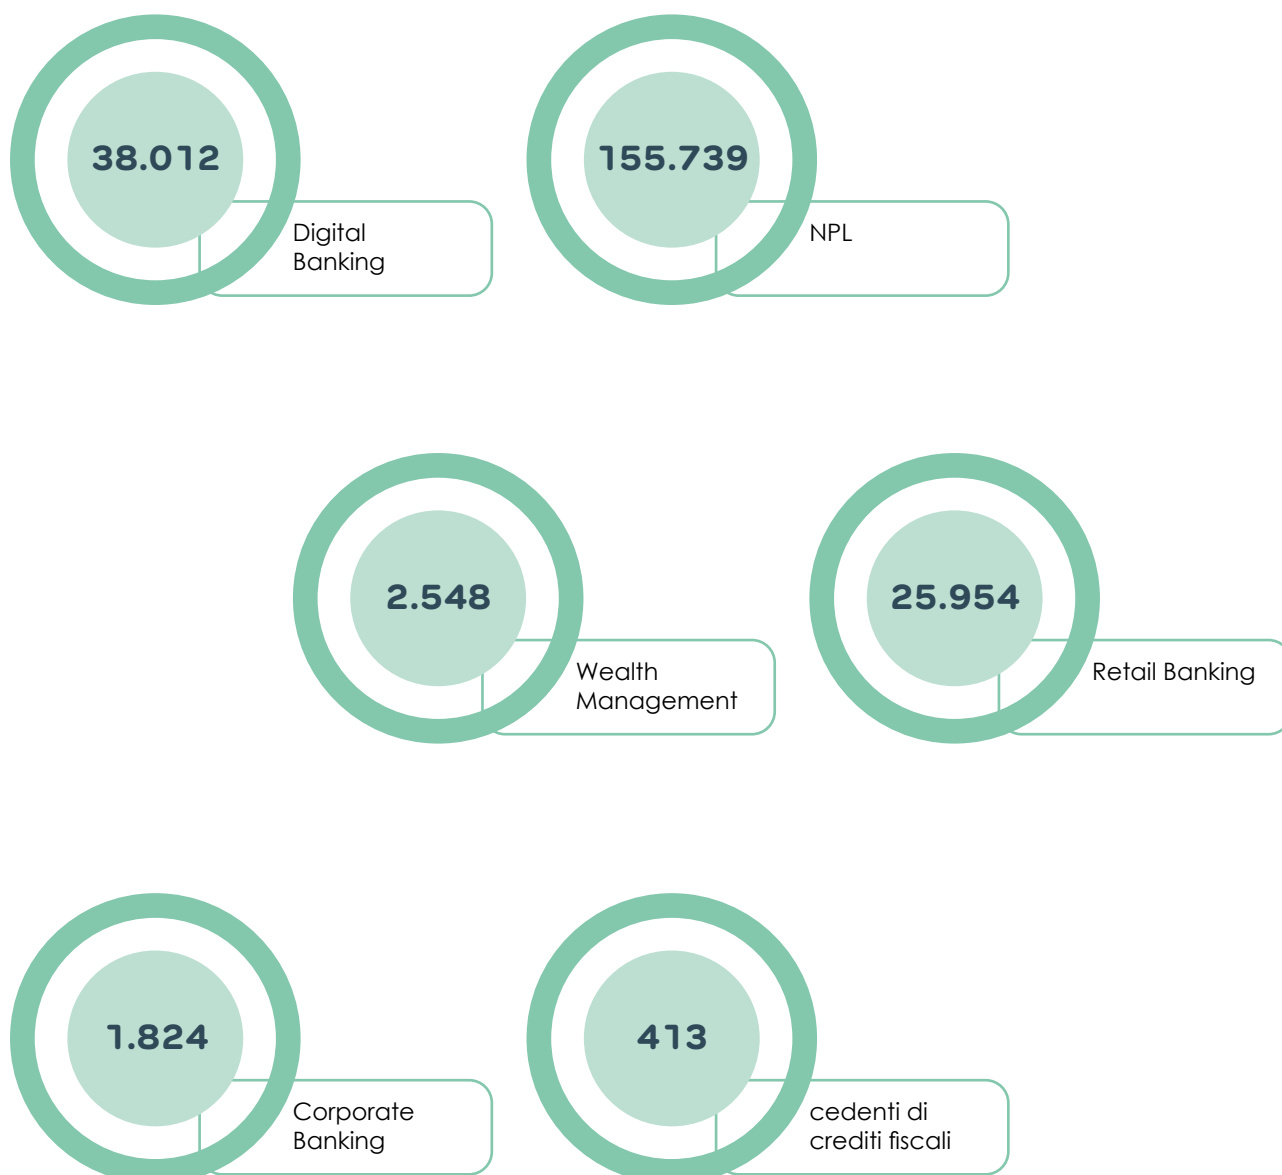 38.012
Digital
Banking
155.739
NPL
2.548
Wealth
Management
25.954
Retail Banking
1.824
Corporate
Banking
413
cedenti di
crediti fiscali